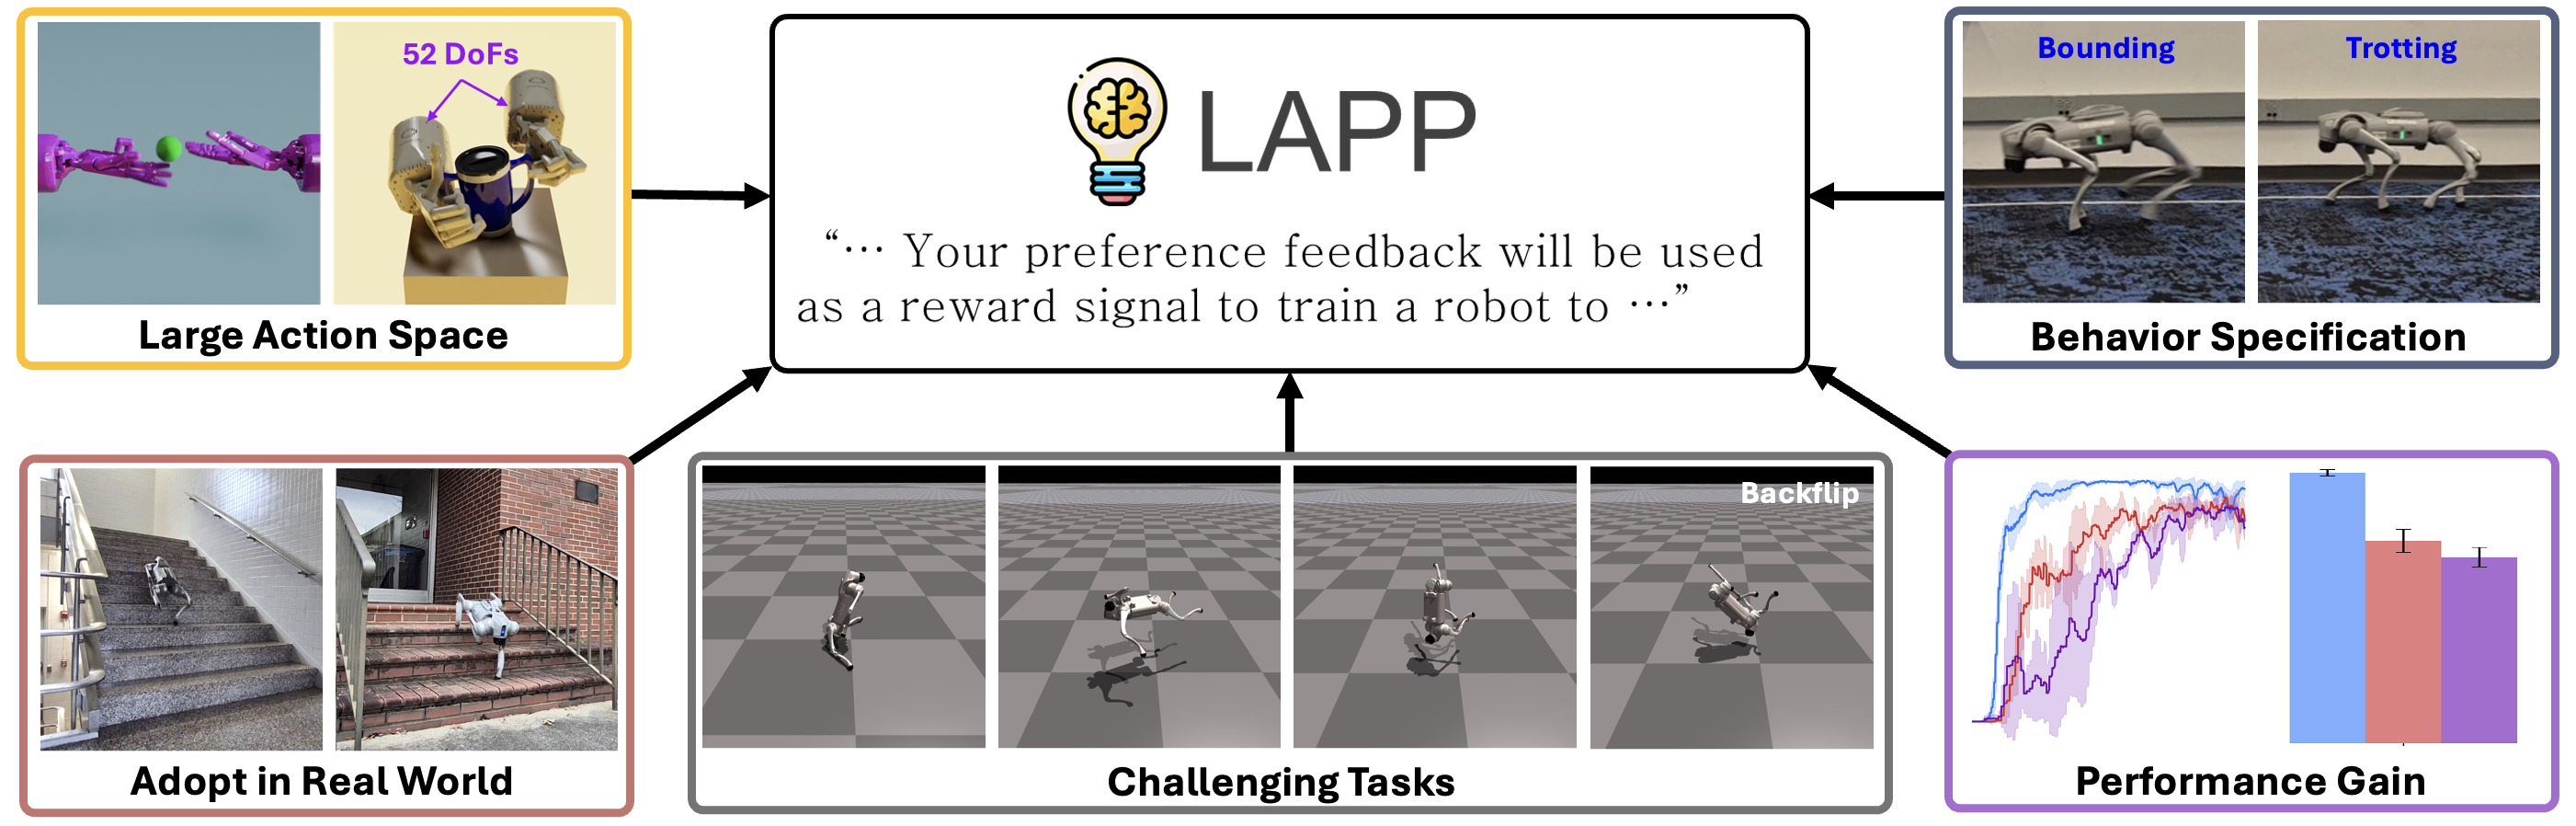 52 DoFs
Large Action Space
LAPP
“··· Your preference feedback will be used
as a reward signal to train a robot to ···”
Bounding
Trotting
Behavior Specification
Adopt in Real World
Backflip
Challenging Tasks
Performance Gain